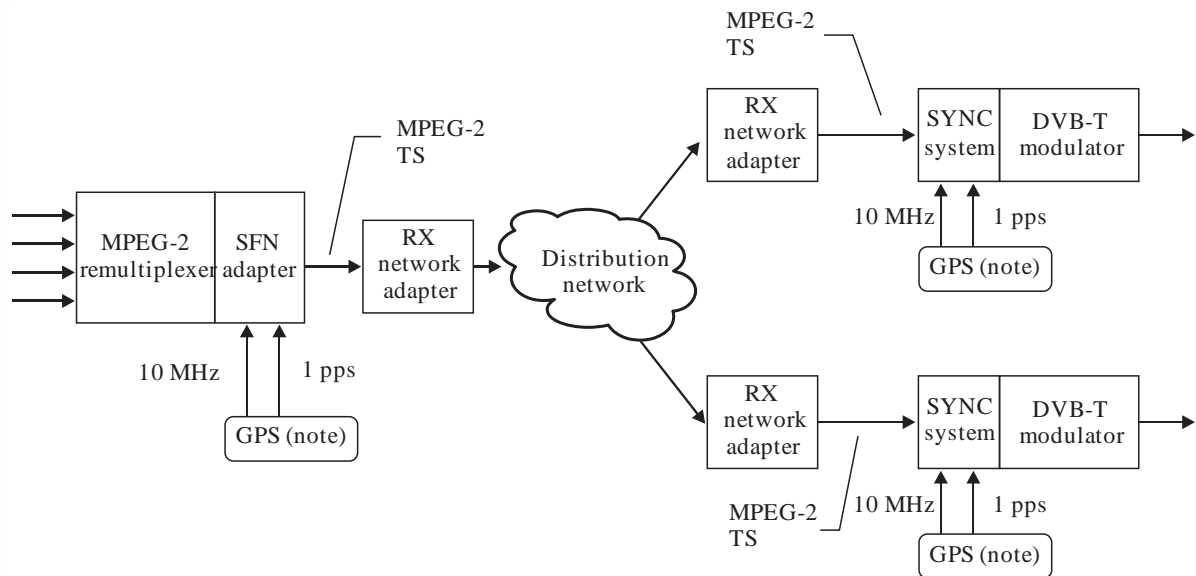 MPEG-2
TS
MPEG-2
remultiplexer
SFN
adapter
10 MHz
1 pps
GPS (note)
MPEG-2
TS
RX
network
adapter
Distribution
network
RX
network
adapter
SYNC
system
DVB-T
modulator
10 MHz
1 pps
GPS (note)
RX
network
adapter
MPEG-2
TS
SYNC
system
DVB-T
modulator
10 MHz
1 pps
GPS (note)